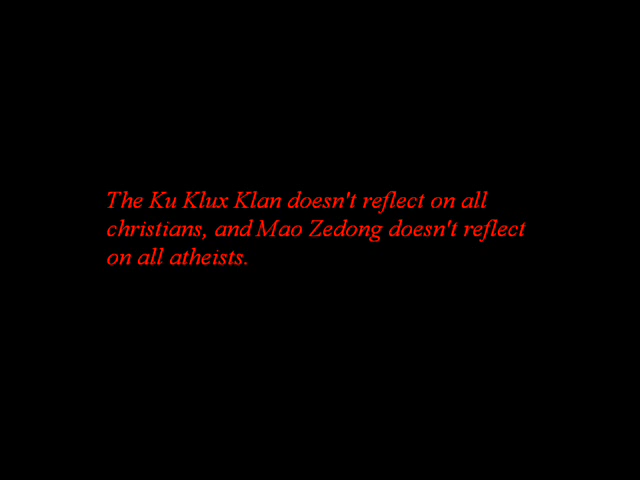 The Ku Klux Klan doesn't reflect on all
christians, and Mao Zedong doesn't reflect
on all atheists.